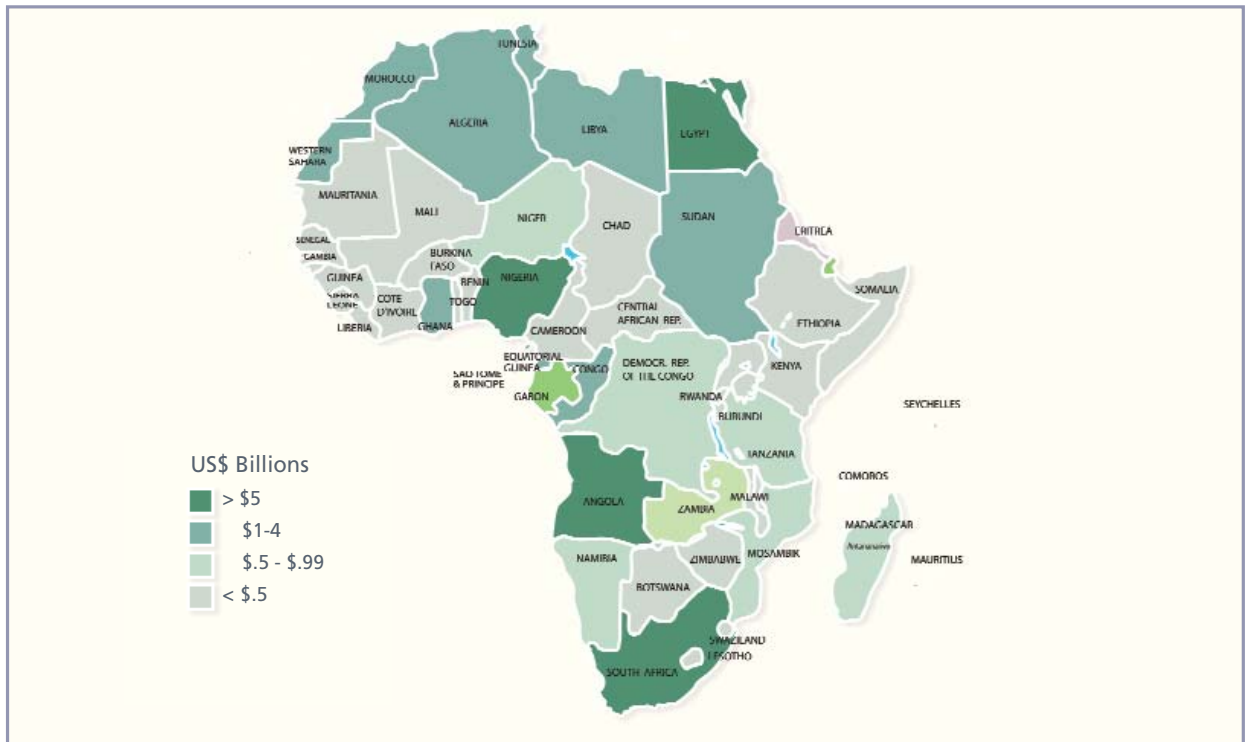 TUNESIA
MOROCCO
ALGERIA
LIBYA
EGYPT
WESTERN
SAHARA
MAURITANIA
MALI
NIGER
CHAD
SUDAN
ERITREA
SENEGAL
GAMBIA
BURKINA
FASO
GUINEA
BENIN
NIGERIA
SOMALIA
SIERRA
LEONE
COTE
D'IVOIRE
TOGO
CENTRAL
AFRICAN REP.
ETHIOPIA
LIBERIA
GHANA
CAMEROON
EQUATORIAL
GUINEA
CONGO
DEMOCR. REP.
OF THE CONGO
KENYA
SAO TOME
& PRINCIPE
GABON
RWANDA
BURUNDI
SEYCHELLES
TANZANIA
COMOROS
ANGOLA
ZAMBIA
MALAWI
MADAGASCAR
Antananarivo
NAMIBIA
ZIMBABWE
MOSAMBIK
MAURITIUS
BOTSWANA
SWAZILAND
LESOTHO
SOUTH AFRICA
US$ Billions
> $5
$1-4
$.5 - $.99
< $.5